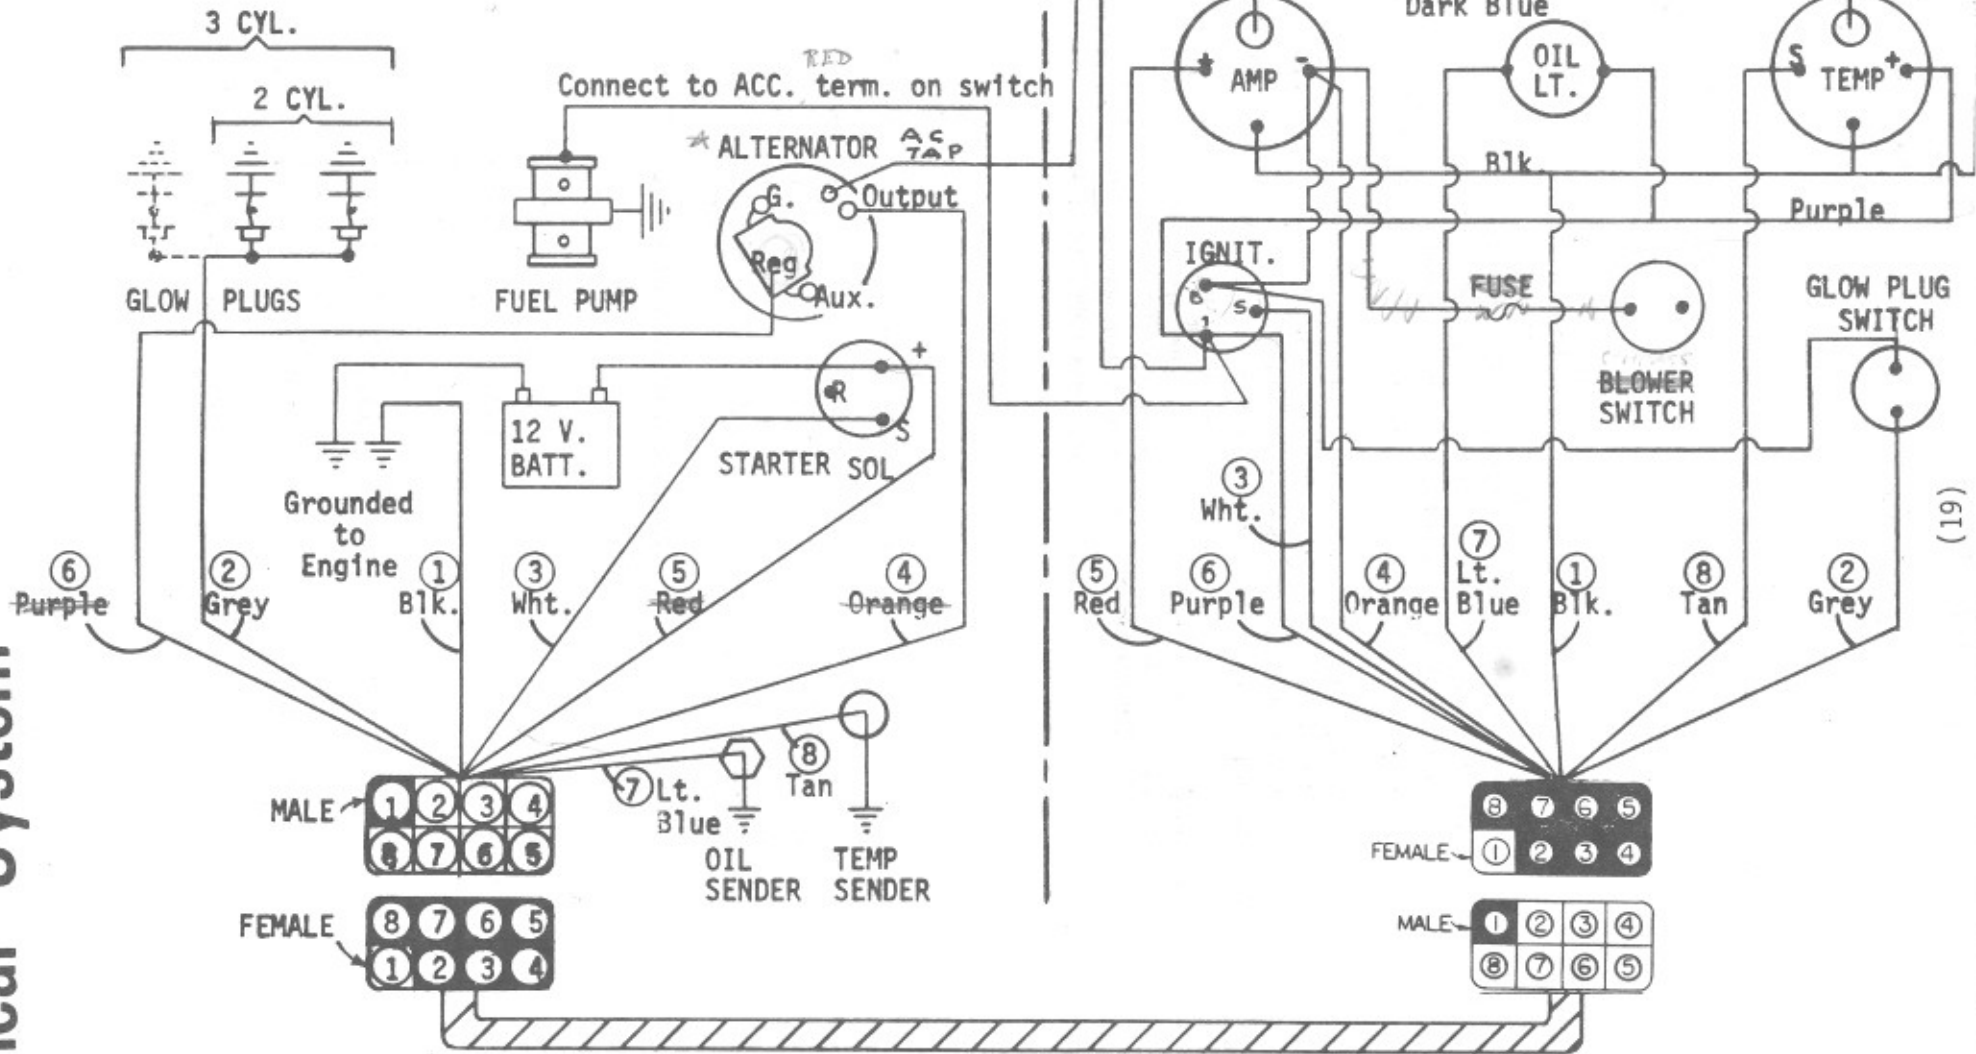 3 CYL.
2 CYL.
GLOW PLUGS
RED
Connect to ACC. term. on switch
FUEL PUMP
ALTERNATOR
AC
TAP
G.
Output
Reg
Aux.
12 V.
BATT.
+
R
S
STARTER SOL
Grounded
to
Engine
6
Purple
2
Grey
1
Blk.
3
Wht.
5
Red
4
Orange
7
Lt.
Blue
8
Tan
OIL
SENDER
TEMP
SENDER
MALE
1 2 3 4
8 7 6 5
FEMALE
8 7 6 5
1 2 3 4
Dark Blue
+ -
AMP
OIL
LT.
S +
TEMP
Blk.
Purple
IGNIT.
B
S
I
FUSE
BLOWER
SWITCH
GLOW PLUG
SWITCH
3
Wht.
5
Red
6
Purple
4
Orange
7
Lt.
Blue
1
Blk.
8
Tan
2
Grey
(19)
FEMALE
8 7 6 5
1 2 3 4
MALE
1 2 3 4
8 7 6 5